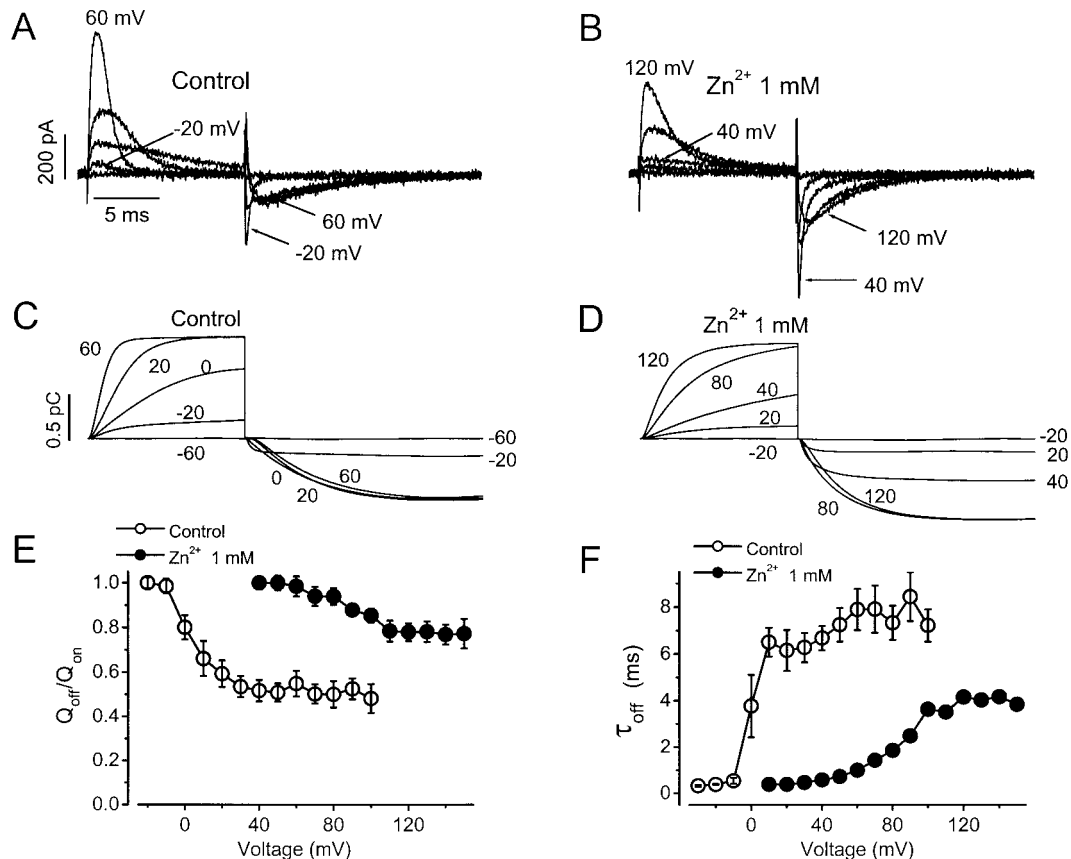 A
60 mV
Control
-20 mV
200 pA
5 ms
60 mV
-20 mV
B
120 mV
Zn²⁺ 1 mM
40 mV
120 mV
40 mV
C
Control
60
20
0
-20
-60
0.5 pC
0
20
60
-60
-20
D
Zn²⁺ 1 mM
120
80
40
20
-20
80
120
-20
20
40
E
Control
Zn²⁺ 1 mM
1.0
0.8
0.6
0.4
0.2
0.0
Qoff/Qon
0
40
80
120
Voltage (mV)
F
Control
Zn²⁺ 1 mM
8
6
4
2
0
τoff (ms)
0
40
80
120
Voltage (mV)